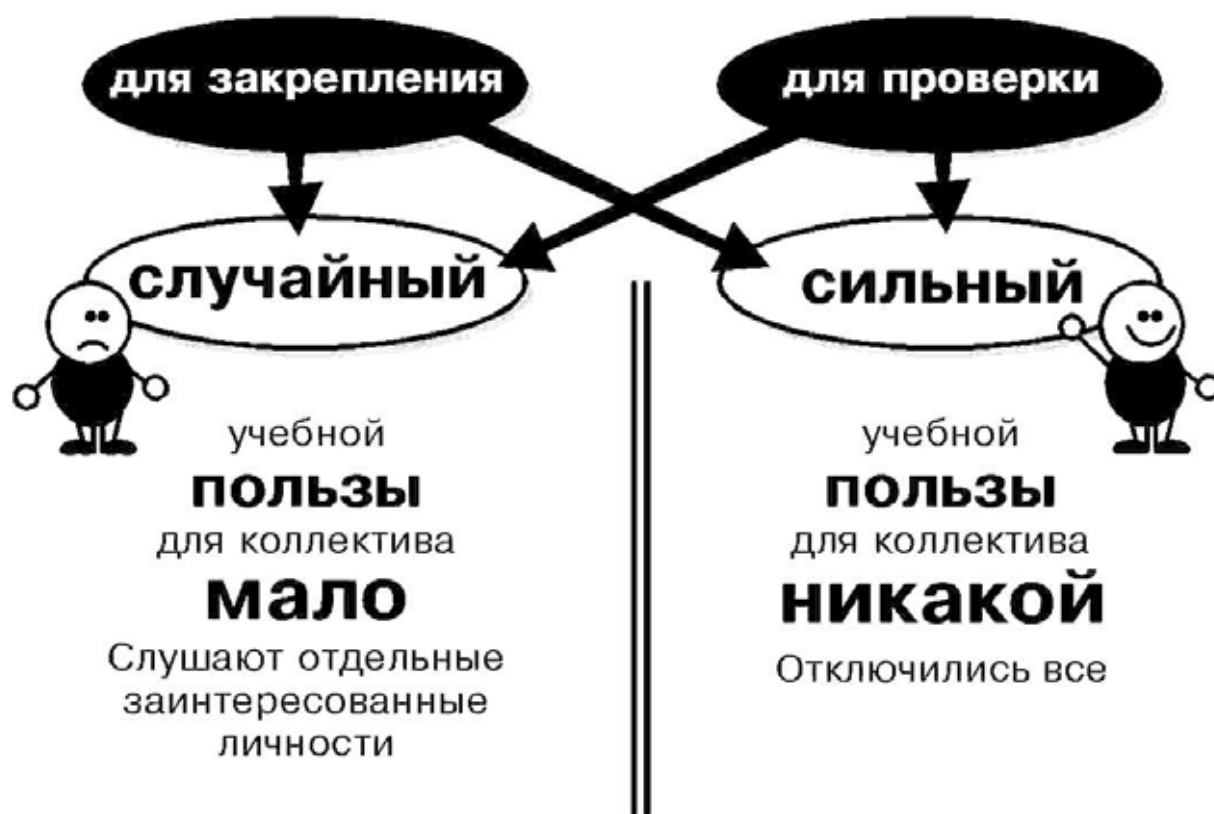 для закрепления
для проверки
случайный
сильный
учебной
пользы
для коллектива
мало
Слушают отдельные
заинтересованные
личности
учебной
пользы
для коллектива
никакой
Отключились все